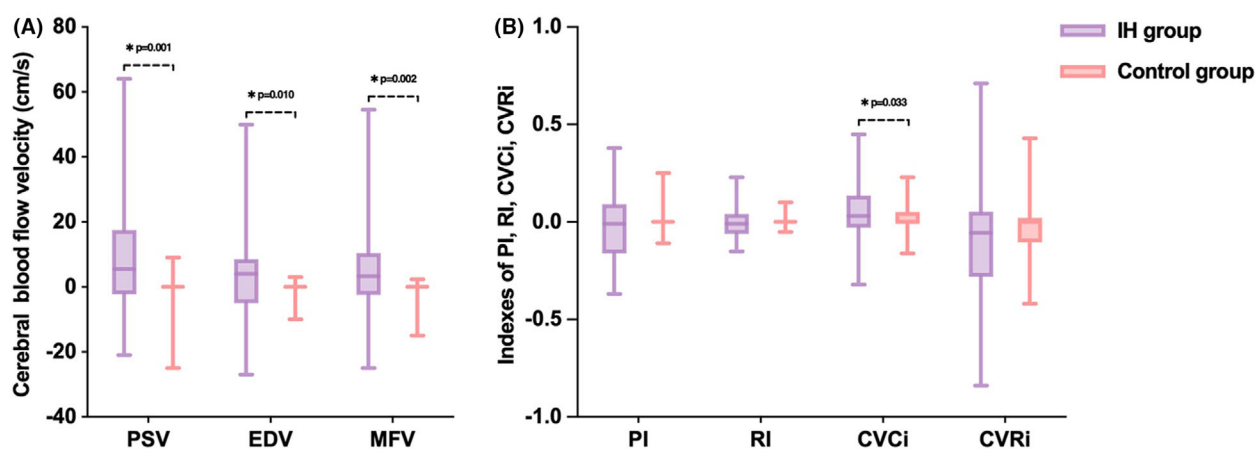 (A)
Cerebral blood flow velocity (cm/s)
80
60
40
20
0
-20
-40
* p=0.001
* p=0.010
* p=0.002
PSV EDV MFV
(B)
Indexes of PI, RI, CVCi, CVRi
1.0
0.5
0.0
-0.5
-1.0
* p=0.033
PI RI CVCi CVRi
IH group
Control group